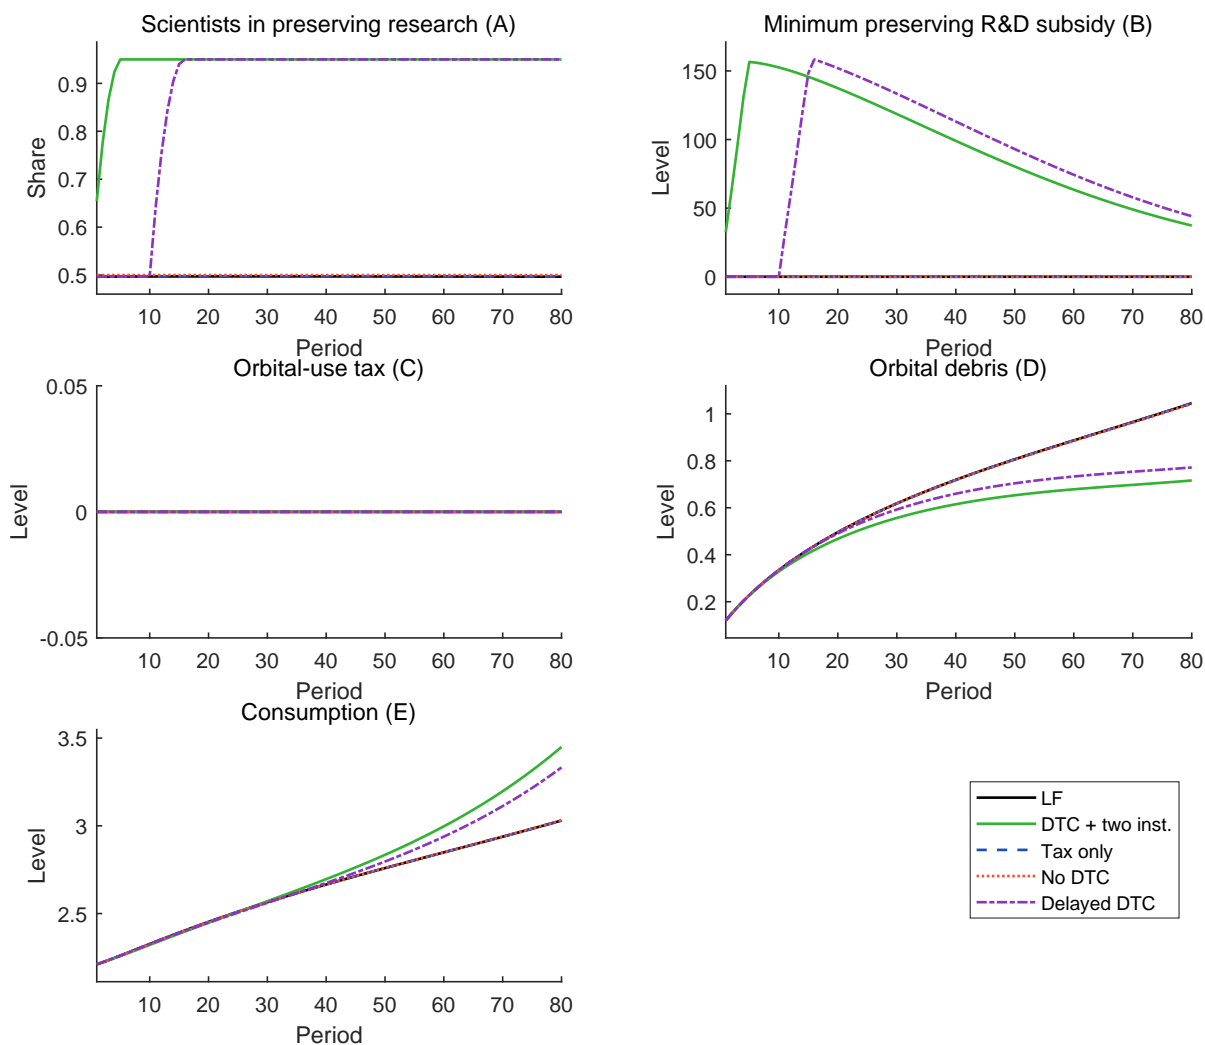 Scientists in preserving research (A)
Share
0.9
0.8
0.7
0.6
0.5
10 20 30 40 50 60 70 80
Period
Minimum preserving R&D subsidy (B)
Level
150
100
50
0
10 20 30 40 50 60 70 80
Period
Orbital-use tax (C)
Level
0.05
0
-0.05
10 20 30 40 50 60 70 80
Period
Orbital debris (D)
Level
1
0.8
0.6
0.4
0.2
10 20 30 40 50 60 70 80
Period
Consumption (E)
Level
3.5
3
2.5
10 20 30 40 50 60 70 80
Period
LF
DTC + two inst.
Tax only
No DTC
Delayed DTC